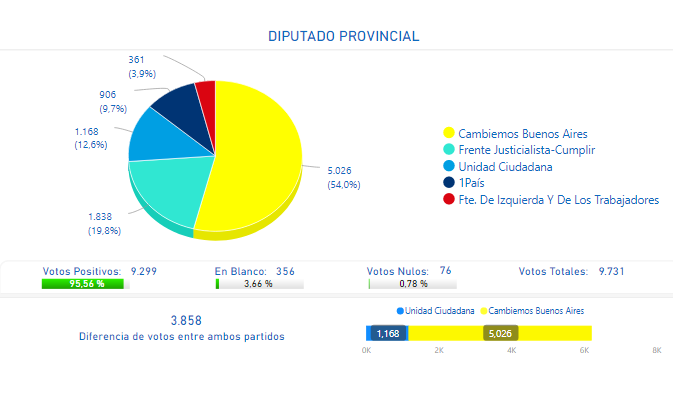 DIPUTADO PROVINCIAL
361
(3,9%)
906
(9,7%)
1.168
(12,6%)
1.838
(19,8%)
5.026
(54,0%)
Cambiemos Buenos Aires
Frente Justicialista-Cumplir
Unidad Ciudadana
1País
Fte. De Izquierda Y De Los Trabajadores
Votos Positivos: 9.299
95,56 %
En Blanco: 356
3,66 %
Votos Nulos: 76
0,78 %
Votos Totales: 9.731
3.858
Diferencia de votos entre ambos partidos
Unidad Ciudadana Cambiemos Buenos Aires
1,168 5,026
0K 2K 4K 6K 8K